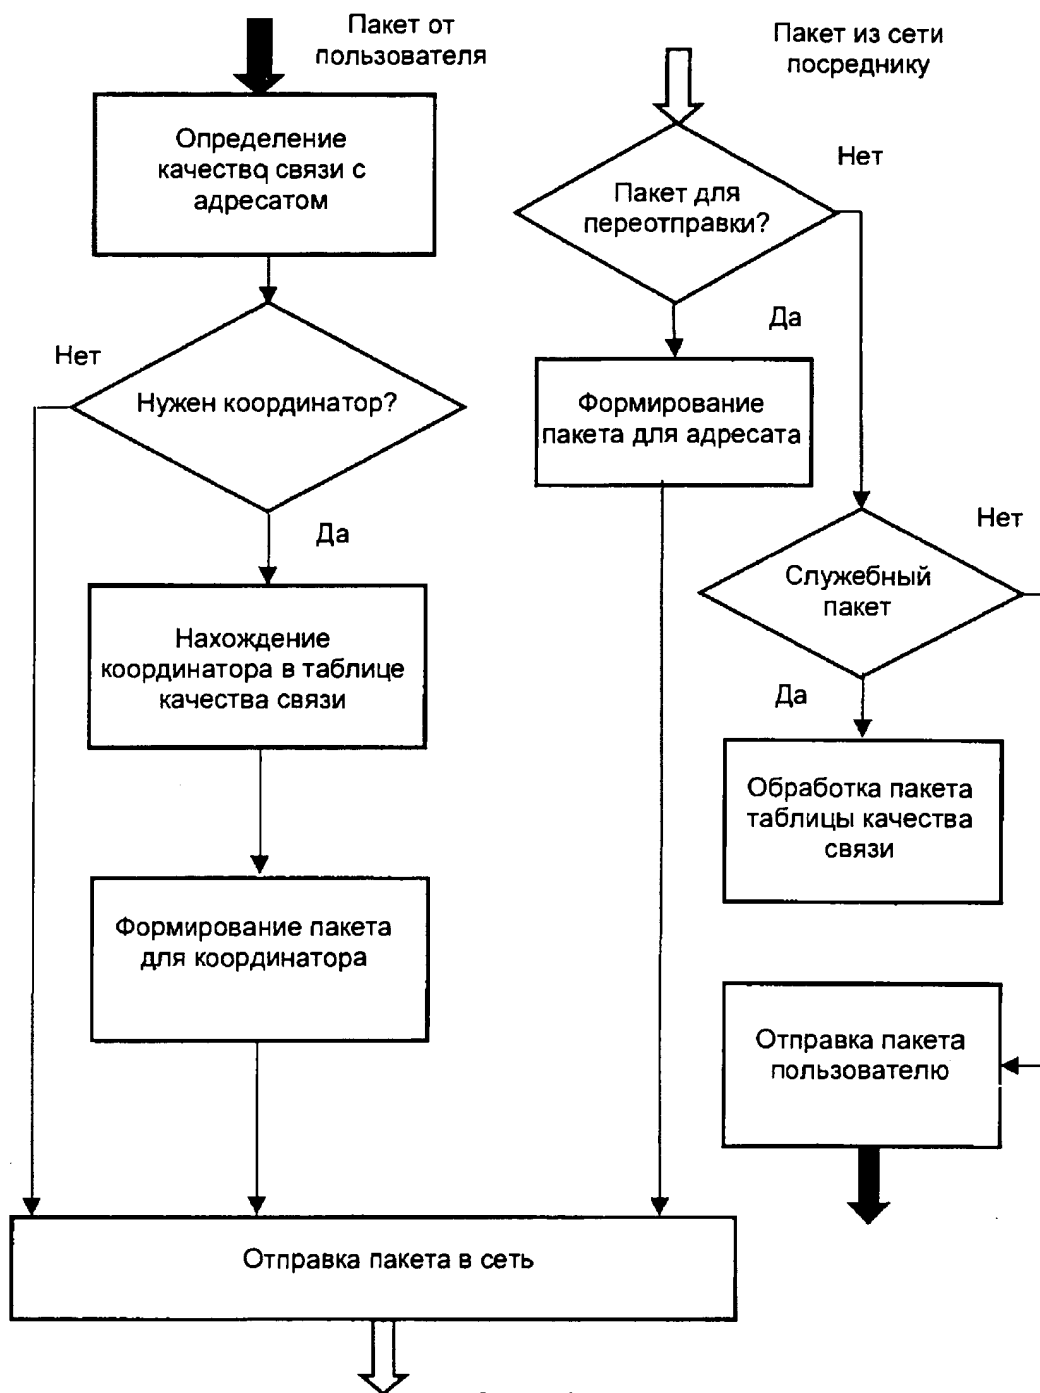 Пакет от
пользователя
Определение
качество связи с
адресатом
Нет
Нужен координатор?
Да
Нахождение
координатора в таблице
качества связи
Формирование пакета
для координатора
Отправка пакета в сеть
Пакет из сети
посреднику
Нет
Пакет для
переотправки?
Да
Формирование
пакета для адресата
Нет
Служебный
пакет
Да
Обработка пакета
таблицы качества
связи
Отправка пакета
пользователю